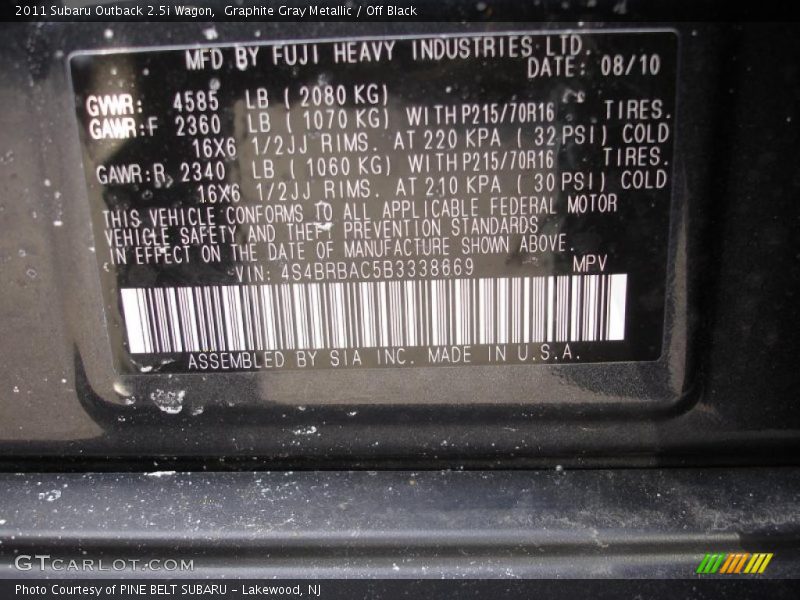 2011 Subaru Outback 2.5i Wagon,  Graphite Gray Metallic / Off Black
MFD BY FUJI HEAVY INDUSTRIES LTD.
DATE: 08/10
GVWR: 4585 LB ( 2080 KG)
GAWR:F 2360 LB ( 1070 KG) WITH P215/70R16 TIRES.
16X6 1/2JJ RIMS. AT 220 KPA ( 32 PSI) COLD
GAWR:R 2340 LB ( 1060 KG) WITH P215/70R16 TIRES.
16X6 1/2JJ RIMS. AT 210 KPA ( 30 PSI) COLD
THIS VEHICLE CONFORMS TO ALL APPLICABLE FEDERAL MOTOR
VEHICLE SAFETY AND THEFT PREVENTION STANDARDS
IN EFFECT ON THE DATE OF MANUFACTURE SHOWN ABOVE.
VIN: 4S4BRBAC5B3338669 MPV
ASSEMBLED BY SIA INC. MADE IN U.S.A.
GTCARLOT.COM
Photo Courtesy of PINE BELT SUBARU - Lakewood, NJ